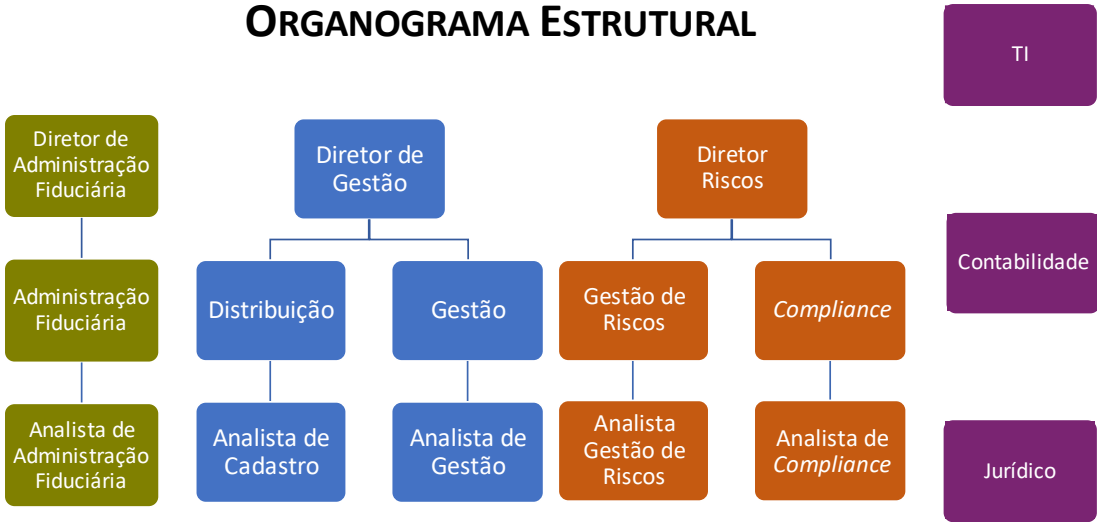 ORGANOGRAMA ESTRUTURAL
TI
Diretor de
Administração
Fiduciária
Diretor de
Gestão
Diretor
Riscos
Administração
Fiduciária
Distribuição
Gestão
Gestão de
Riscos
Compliance
Contabilidade
Analista de
Administração
Fiduciária
Analista de
Cadastro
Analista de
Gestão
Analista
Gestão de
Riscos
Analista de
Compliance
Jurídico